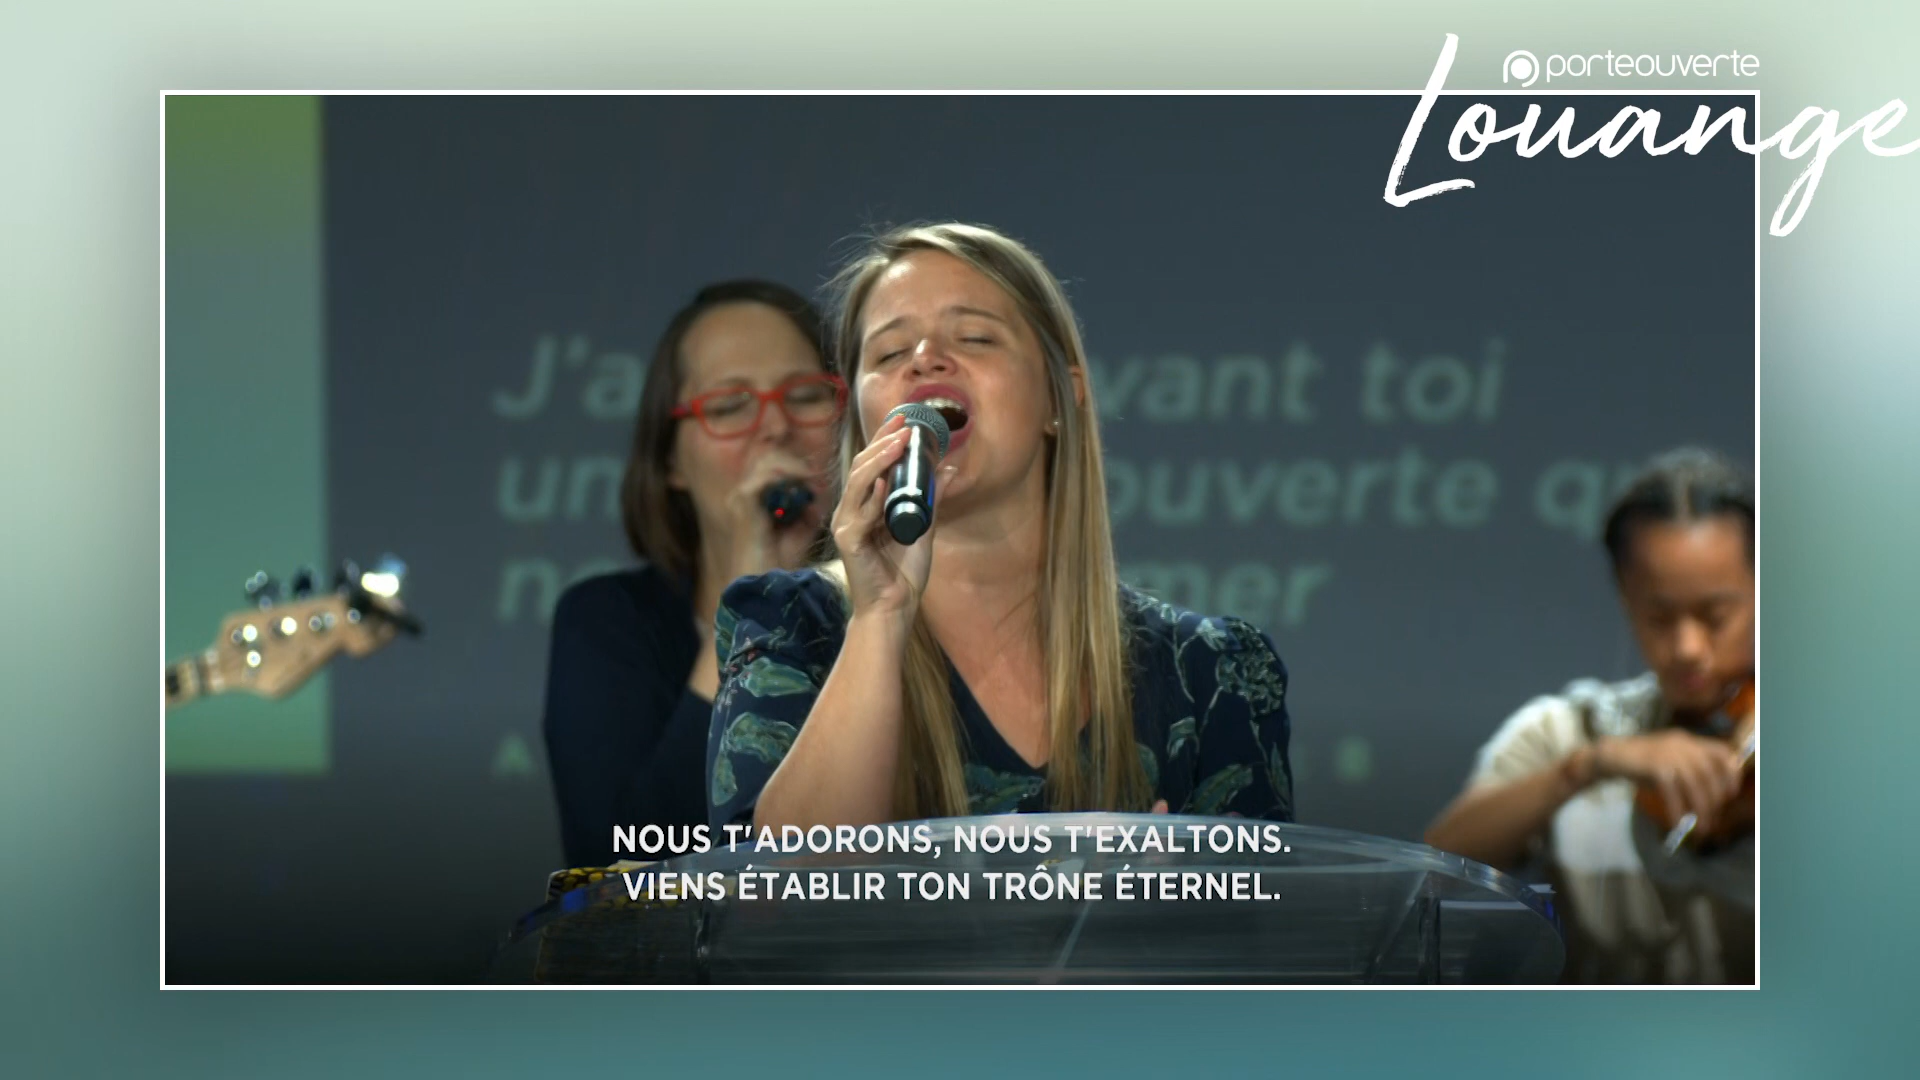 porteouverte
Louange
J'a vant toi
un ouverte
mer
NOUS T'ADORONS, NOUS T'EXALTONS.
VIENS ÉTABLIR TON TRÔNE ÉTERNEL.